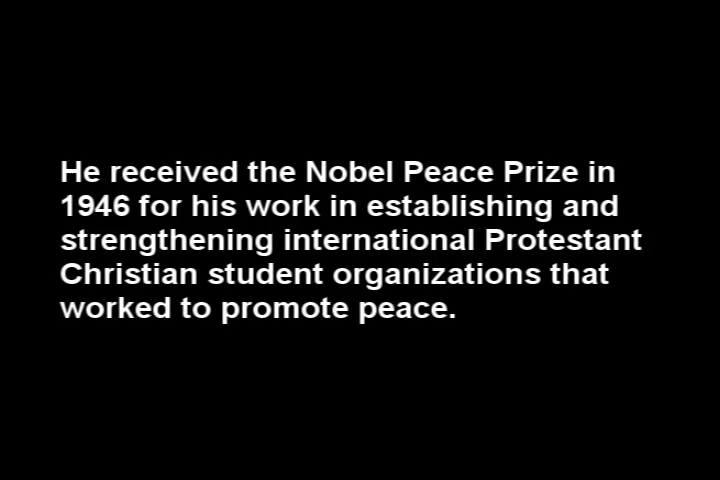 He received the Nobel Peace Prize in
1946 for his work in establishing and
strengthening international Protestant
Christian student organizations that
worked to promote peace.